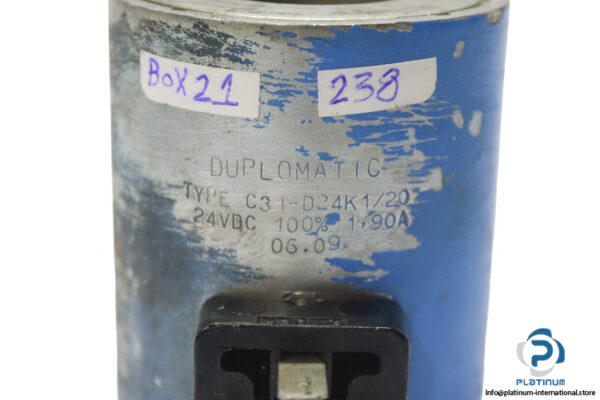 BOX 21
238
DUPLOMATIC
TYPE C31-D24K1/20
24VDC 100% 1,90A
06.09.
PLATINUM
Info@platinum-international.store